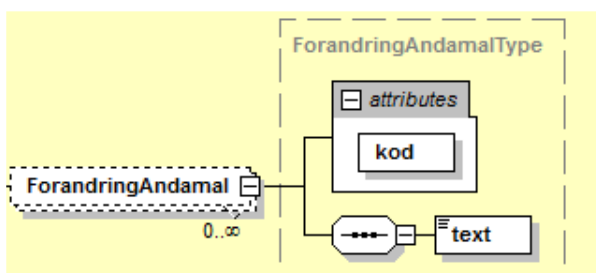 ForandringAndamalType
attributes
kod
ForandringAndamal
0..∞
text